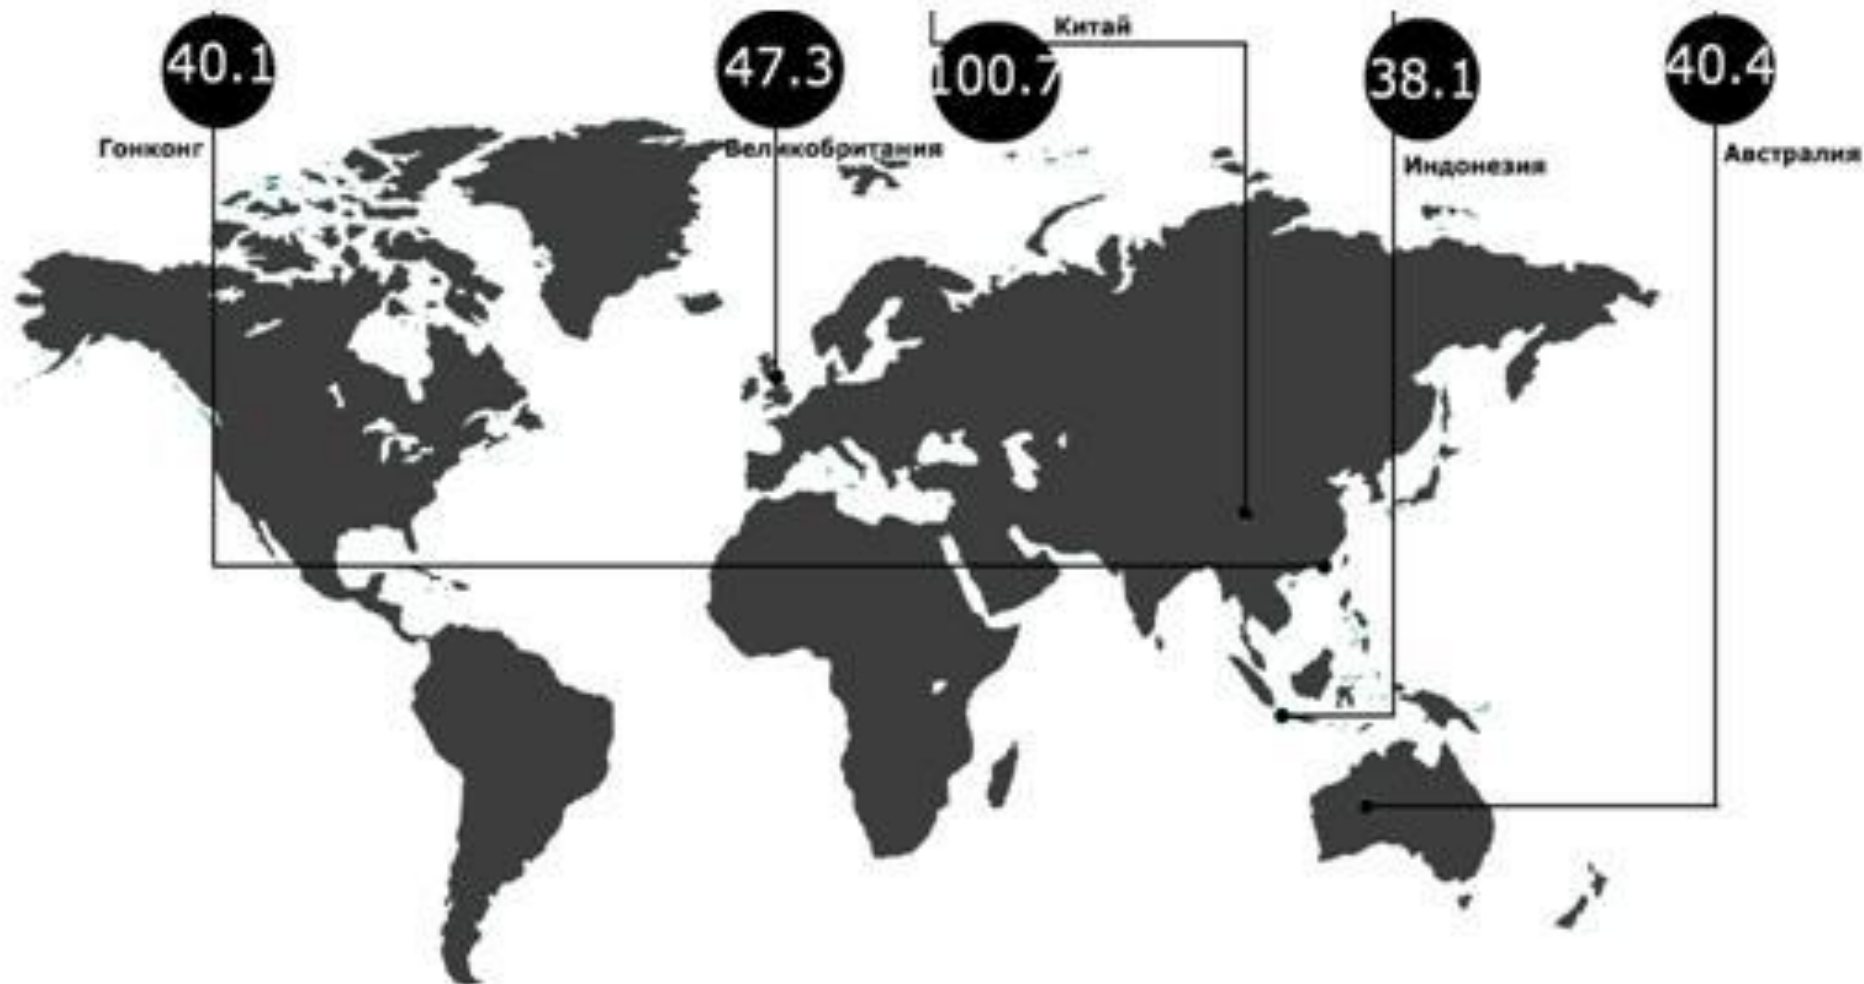 Китай
40.1
47.3
100.7
38.1
40.4
Гонконг
Великобритания
Индонезия
Австралия